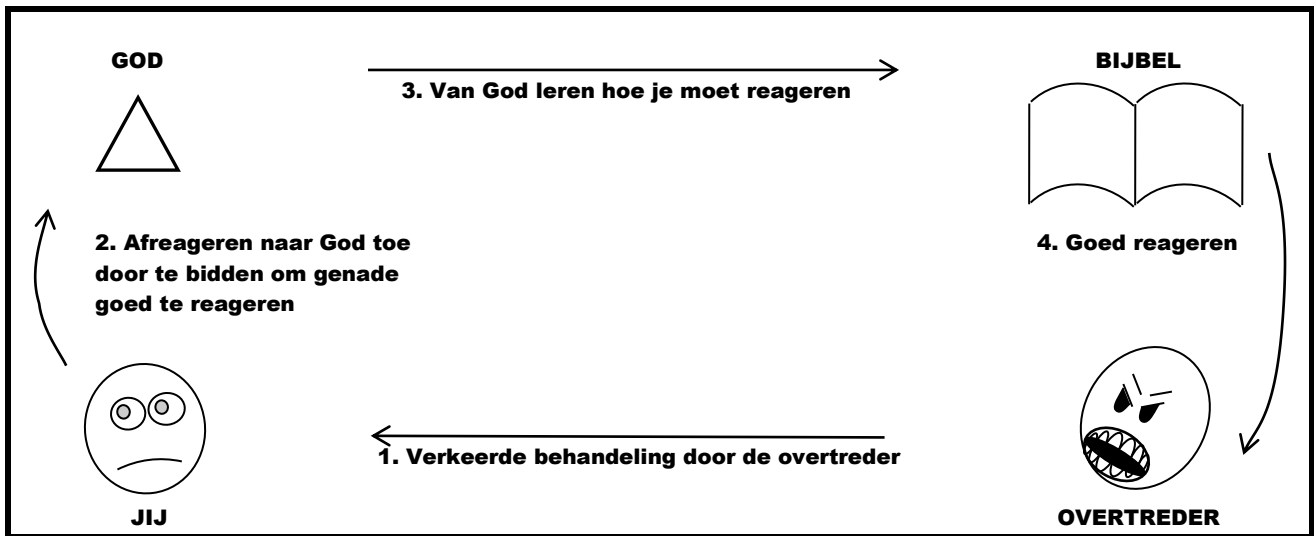 GOD
BIJBEL
3. Van God leren hoe je moet reageren
2. Afreageren naar God toe
door te bidden om genade
goed te reageren
4. Goed reageren
1. Verkeerde behandeling door de overtreder
JIJ
OVERTREDER